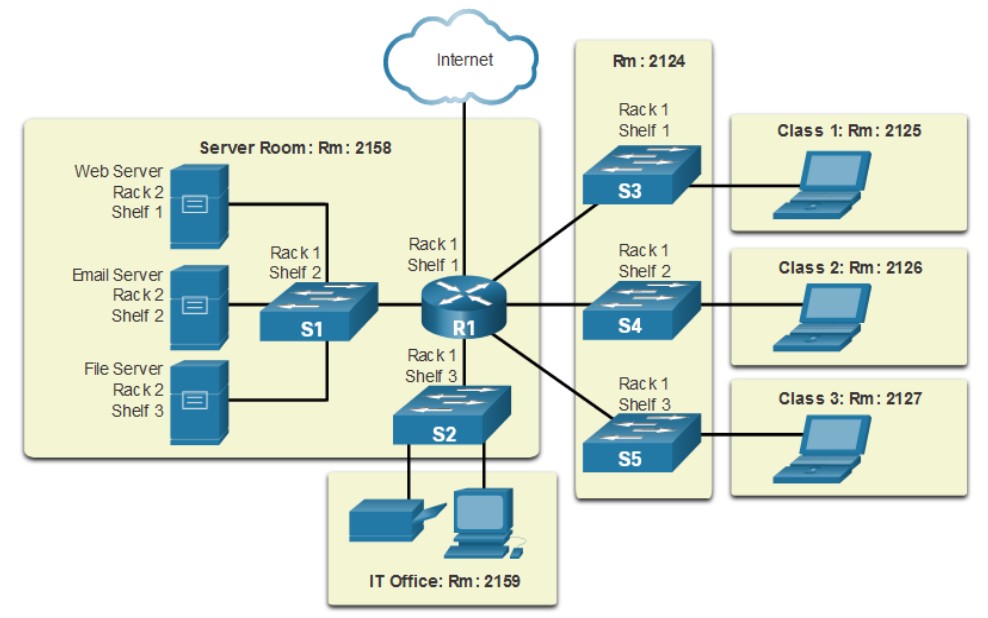 Internet
Rm: 2124
Rack 1
Shelf 1
S3
Class 1: Rm: 2125
Server Room: Rm: 2158
Web Server
Rack 2
Shelf 1
Rack 1
Shelf 2
S1
Rack 1
Shelf 1
R1
Email Server
Rack 2
Shelf 2
File Server
Rack 2
Shelf 3
Rack 1
Shelf 3
S2
Rack 1
Shelf 2
S4
Class 2: Rm: 2126
Rack 1
Shelf 3
S5
Class 3: Rm: 2127
IT Office: Rm: 2159